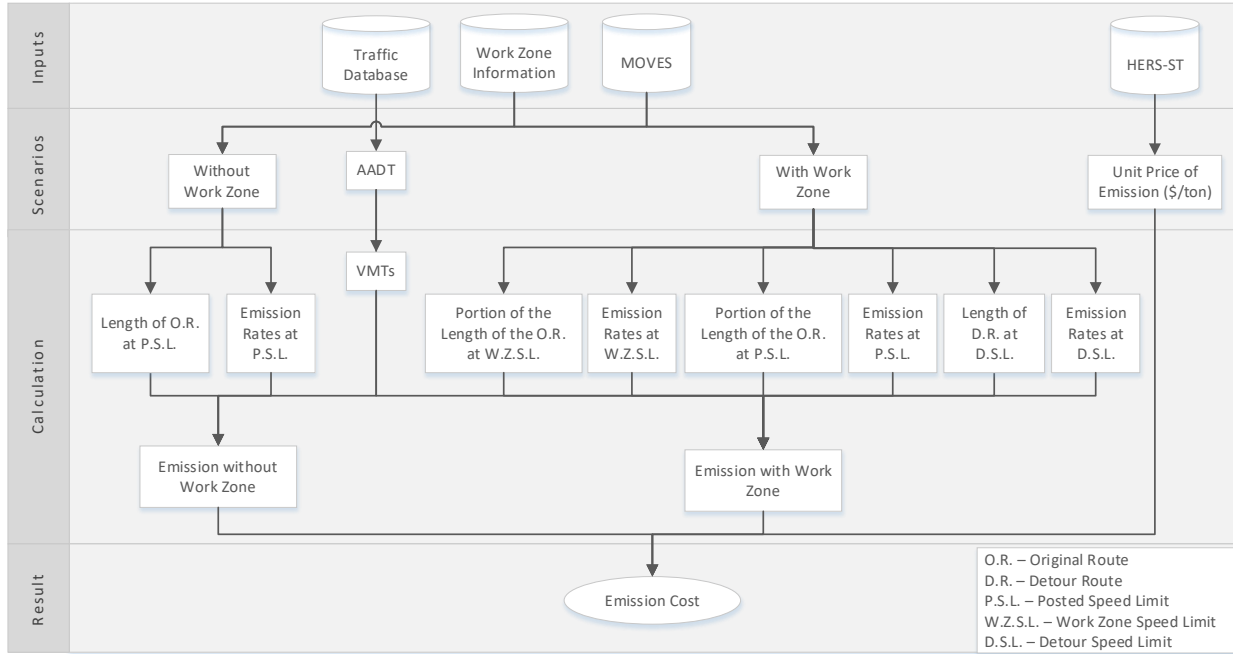 Inputs
Traffic
Database
Work Zone
Information
MOVES
HERS-ST
Scenarios
Without
Work Zone
AADT
With Work
Zone
Unit Price of
Emission ($/ton)
Calculation
VMTs
Length of O.R.
at P.S.L.
Emission
Rates at
P.S.L.
Portion of the
Length of the O.R.
at W.Z.S.L.
Emission
Rates at
W.Z.S.L.
Portion of the
Length of the O.R.
at P.S.L.
Emission
Rates at
P.S.L.
Length of
D.R. at
D.S.L.
Emission
Rates at
D.S.L.
Emission without
Work Zone
Emission with Work
Zone
Result
Emission Cost
O.R. – Original Route
D.R. – Detour Route
P.S.L. – Posted Speed Limit
W.Z.S.L. – Work Zone Speed Limit
D.S.L. – Detour Speed Limit